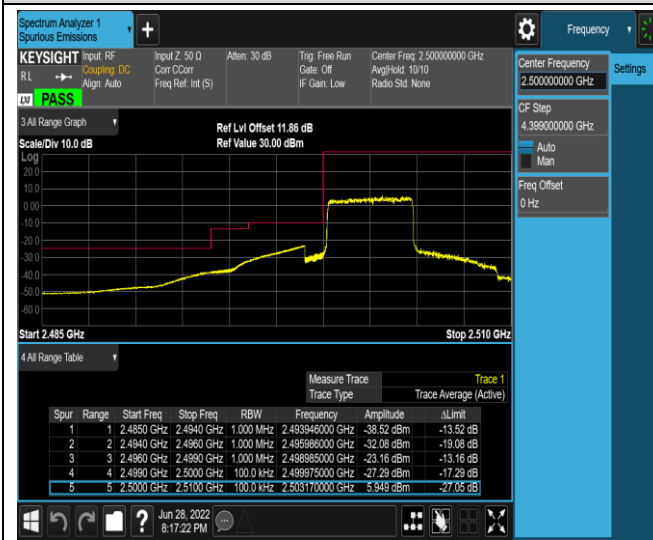 Spectrum Analyzer 1
Spurious Emissions
+
Frequency
KEYSIGHT
RL
LXI PASS
Input: RF
Coupling: DC
Align: Auto
Input Z: 50 Ω
Corr CCorr
Freq Ref: Int (S)
Atten: 30 dB
Trig: Free Run
Gate: Off
IF Gain: Low
Center Freq: 2.500000000 GHz
Avg|Hold: 10/10
Radio Std: None
Center Frequency
2.500000000 GHz
Settings
CF Step
4.399000000 GHz
Auto
Man
Freq Offset
0 Hz
3 All Range Graph
Scale/Div 10.0 dB
Ref Lvl Offset 11.86 dB
Ref Value 30.00 dBm
Log
20.0
10.0
0.00
-10.0
-20.0
-30.0
-40.0
-50.0
-60.0
Start 2.485 GHz
Stop 2.510 GHz
4 All Range Table
Measure Trace Trace 1
Trace Type Trace Average (Active)
Spur Range Start Freq Stop Freq RBW Frequency Amplitude ΔLimit
1 1 2.4850 GHz 2.4940 GHz 1.000 MHz 2.493946000 GHz -38.52 dBm -13.52 dB
2 2 2.4940 GHz 2.4960 GHz 1.000 MHz 2.495986000 GHz -32.08 dBm -19.08 dB
3 3 2.4960 GHz 2.4990 GHz 1.000 MHz 2.498985000 GHz -23.16 dBm -13.16 dB
4 4 2.4990 GHz 2.5000 GHz 100.0 kHz 2.499975000 GHz -27.29 dBm -17.29 dB
5 5 2.5000 GHz 2.5100 GHz 100.0 kHz 2.503170000 GHz 5.949 dBm -27.05 dB
?
Jun 28, 2022
8:17:22 PM